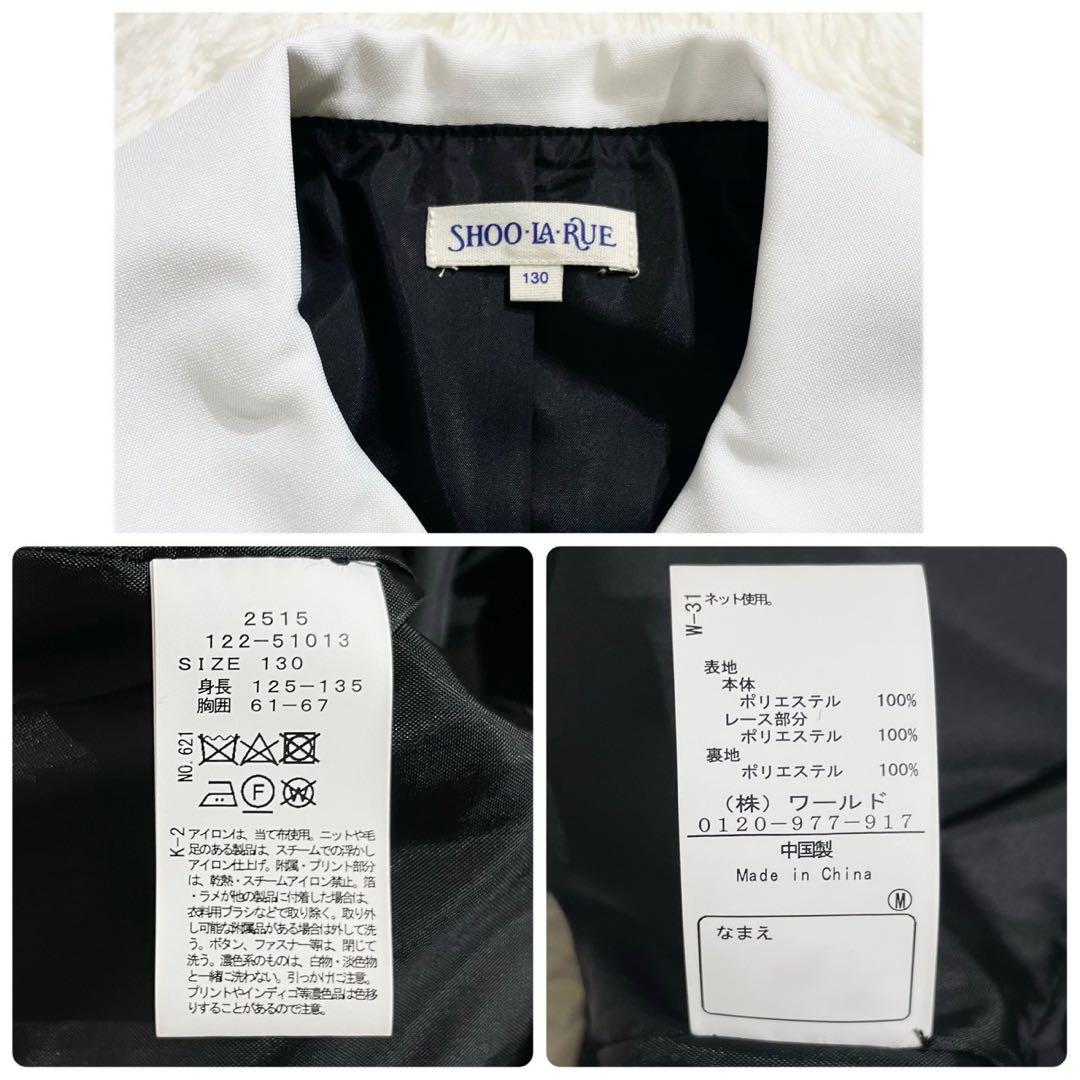 SHOO·LA·RUE
130
2515
122-51013
SIZE 130
身長 125-135
胸囲 61-67
NO.621
F
W
K-2
アイロンは、当て布使用。ニットや毛
足のある製品は、スチームでの浮かし
アイロン仕上げ。附属・プリント部分
は、乾熱・スチームアイロン禁止。箔
・ラメが他の製品に付着した場合は、
衣料用ブラシなどで取り除く。取り外
し可能な附属品がある場合は外して洗
う。ボタン、ファスナー等は、閉じて
洗う。濃色系のものは、白物・淡色物
と一緒に洗わない。引っかけに注意。
プリントやインディゴ等濃色品は色移
りすることがあるので注意。
W-31
ネット使用。
表地
本体
ポリエステル 100%
レース部分
ポリエステル 100%
裏地
ポリエステル 100%
(株)ワールド
0120-977-917
中国製
Made in China
M
なまえ